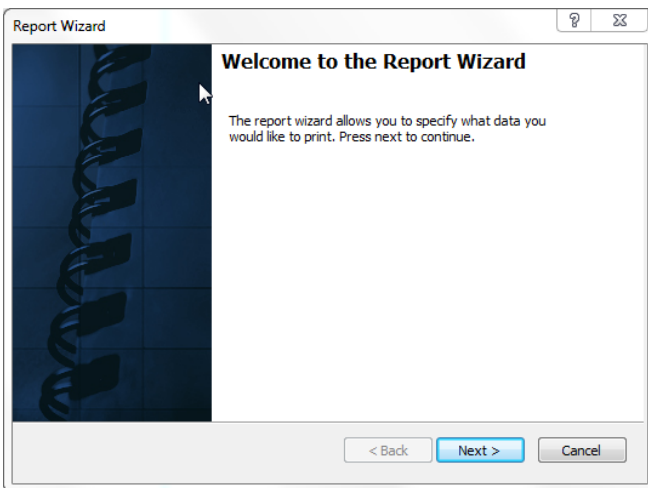 Report Wizard
Welcome to the Report Wizard
The report wizard allows you to specify what data you
would like to print. Press next to continue.
< Back Next > Cancel